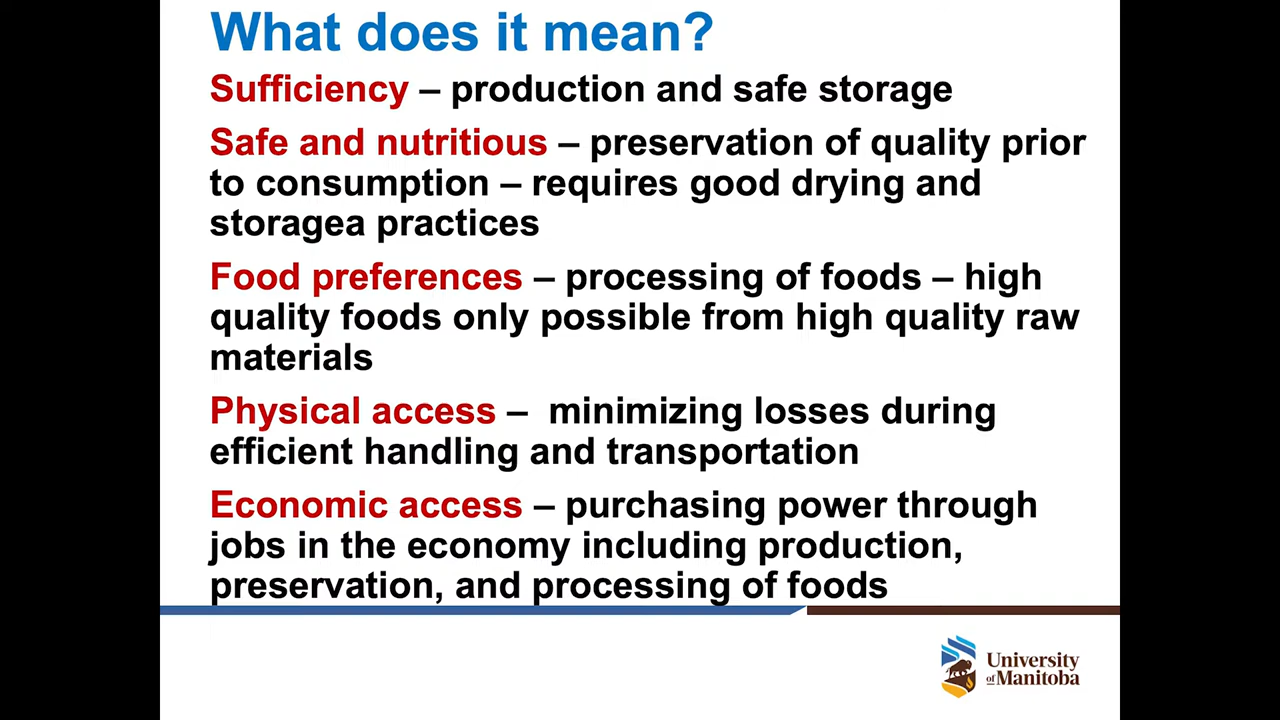 What does it mean?
Sufficiency – production and safe storage
Safe and nutritious – preservation of quality prior
to consumption – requires good drying and
storagea practices
Food preferences – processing of foods – high
quality foods only possible from high quality raw
materials
Physical access –  minimizing losses during
efficient handling and transportation
Economic access – purchasing power through
jobs in the economy including production,
preservation, and processing of foods
University
of Manitoba